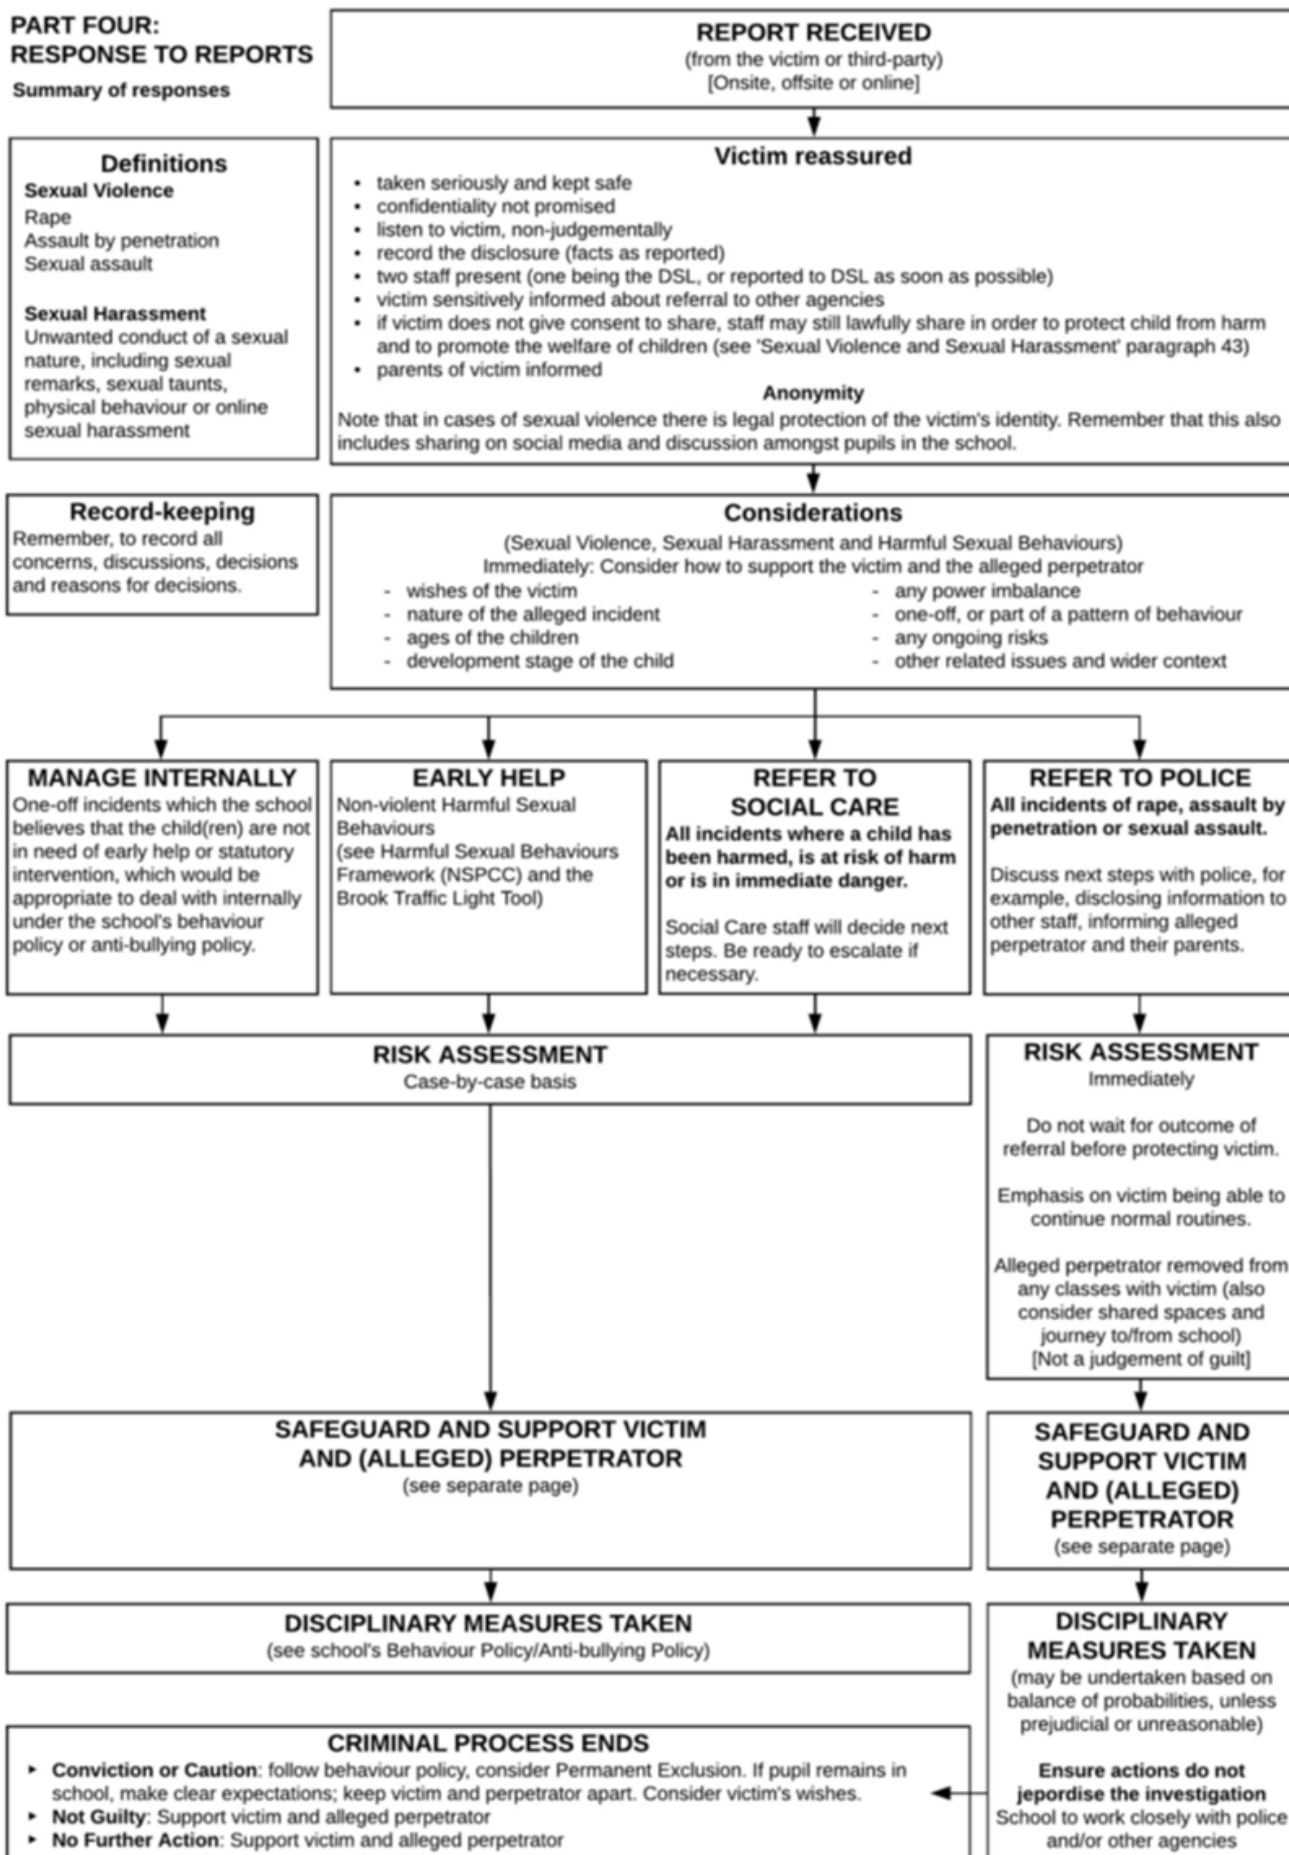 PART FOUR:
RESPONSE TO REPORTS
Summary of responses
REPORT RECEIVED
(from the victim or third-party)
[Onsite, offsite or online]
Definitions
Sexual Violence
Rape
Assault by penetration
Sexual assault
Sexual Harassment
Unwanted conduct of a sexual
nature, including sexual
remarks, sexual taunts,
physical behaviour or online
sexual harassment
Victim reassured
• taken seriously and kept safe
• confidentiality not promised
• listen to victim, non-judgementally
• record the disclosure (facts as reported)
• two staff present (one being the DSL, or reported to DSL as soon as possible)
• victim sensitively informed about referral to other agencies
• if victim does not give consent to share, staff may still lawfully share in order to protect child from harm
and to promote the welfare of children (see 'Sexual Violence and Sexual Harassment' paragraph 43)
• parents of victim informed
Anonymity
Note that in cases of sexual violence there is legal protection of the victim's identity. Remember that this also
includes sharing on social media and discussion amongst pupils in the school.
Record-keeping
Remember, to record all
concerns, discussions, decisions
and reasons for decisions.
Considerations
(Sexual Violence, Sexual Harassment and Harmful Sexual Behaviours)
Immediately: Consider how to support the victim and the alleged perpetrator
- wishes of the victim
- nature of the alleged incident
- ages of the children
- development stage of the child
- any power imbalance
- one-off, or part of a pattern of behaviour
- any ongoing risks
- other related issues and wider context
MANAGE INTERNALLY
One-off incidents which the school
believes that the child(ren) are not
in need of early help or statutory
intervention, which would be
appropriate to deal with internally
under the school's behaviour
policy or anti-bullying policy.
EARLY HELP
Non-violent Harmful Sexual
Behaviours
(see Harmful Sexual Behaviours
Framework (NSPCC) and the
Brook Traffic Light Tool)
REFER TO
SOCIAL CARE
All incidents where a child has
been harmed, is at risk of harm
or is in immediate danger.
Social Care staff will decide next
steps. Be ready to escalate if
necessary.
REFER TO POLICE
All incidents of rape, assault by
penetration or sexual assault.
Discuss next steps with police, for
example, disclosing information to
other staff, informing alleged
perpetrator and their parents.
RISK ASSESSMENT
Case-by-case basis
RISK ASSESSMENT
Immediately
Do not wait for outcome of
referral before protecting victim.
Emphasis on victim being able to
continue normal routines.
Alleged perpetrator removed from
any classes with victim (also
consider shared spaces and
journey to/from school)
[Not a judgement of guilt]
SAFEGUARD AND SUPPORT VICTIM
AND (ALLEGED) PERPETRATOR
(see separate page)
SAFEGUARD AND
SUPPORT VICTIM
AND (ALLEGED)
PERPETRATOR
(see separate page)
DISCIPLINARY MEASURES TAKEN
(see school's Behaviour Policy/Anti-bullying Policy)
DISCIPLINARY
MEASURES TAKEN
(may be undertaken based on
balance of probabilities, unless
prejudicial or unreasonable)
Ensure actions do not
jepordise the investigation
School to work closely with police
and/or other agencies
CRIMINAL PROCESS ENDS
▸ Conviction or Caution: follow behaviour policy, consider Permanent Exclusion. If pupil remains in
school, make clear expectations; keep victim and perpetrator apart. Consider victim's wishes.
▸ Not Guilty: Support victim and alleged perpetrator
▸ No Further Action: Support victim and alleged perpetrator